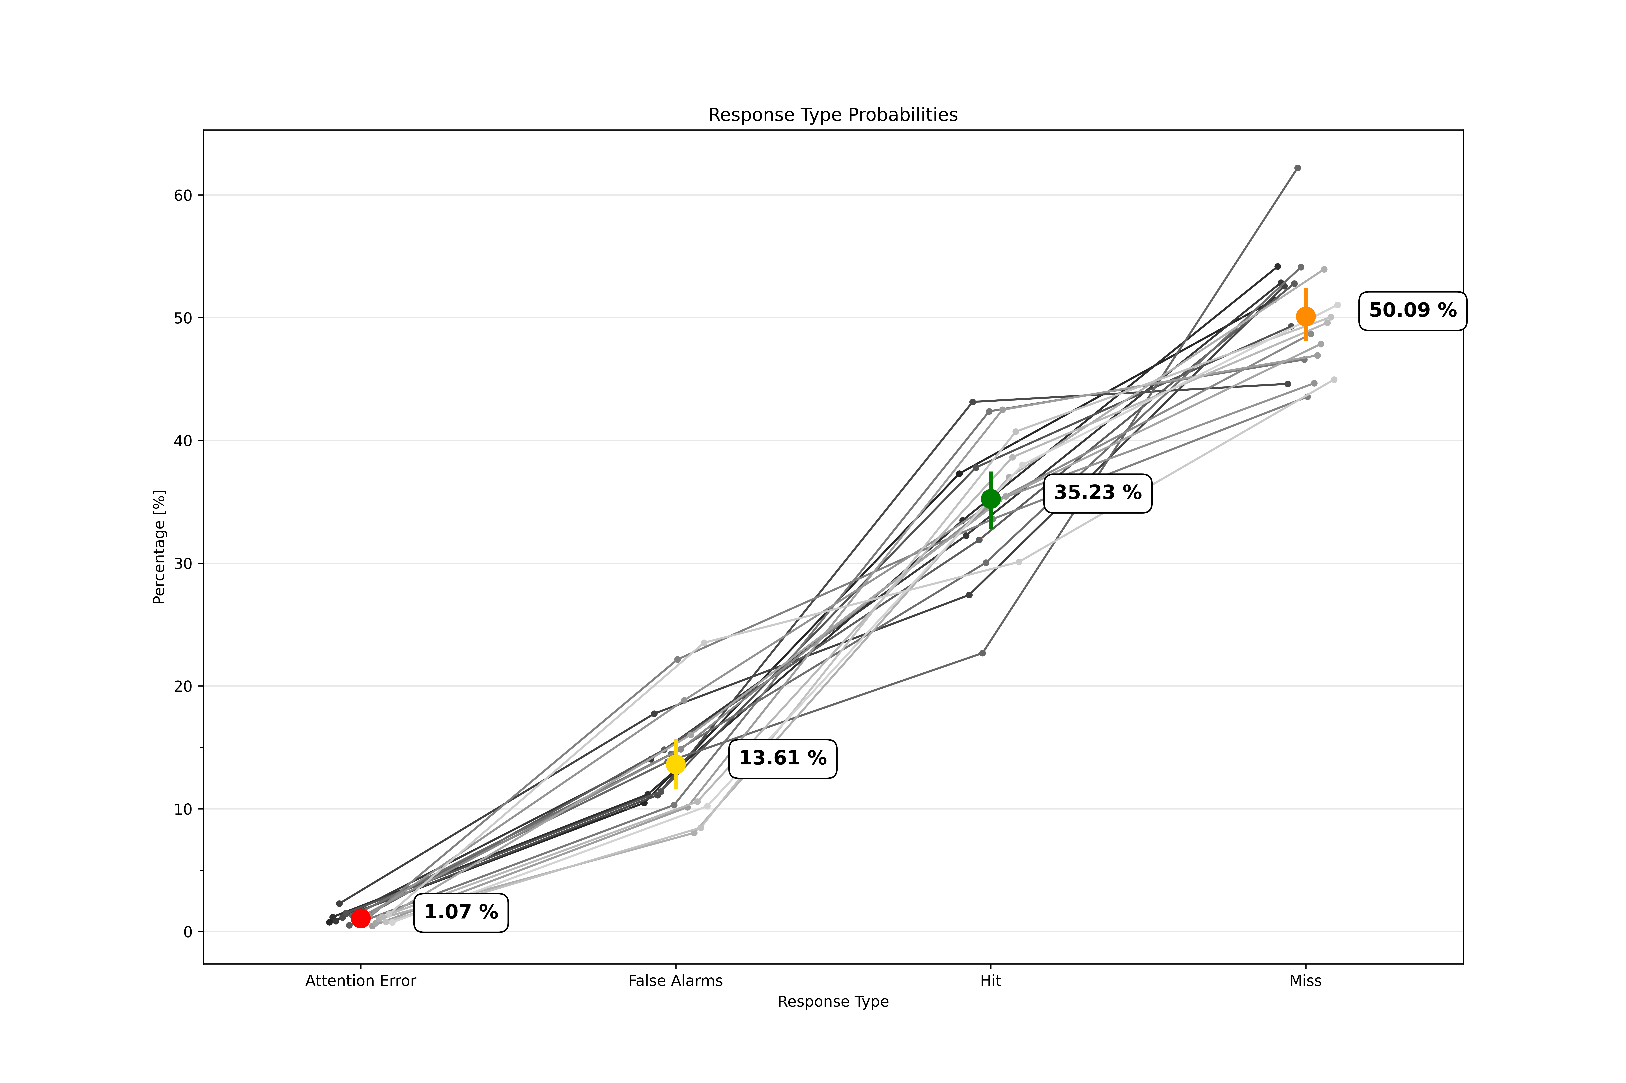 Response Type Probabilities
Percentage [%]
60
50
40
30
20
10
0
50.09 %
35.23 %
13.61 %
1.07 %
Attention Error
False Alarms
Hit
Miss
Response Type